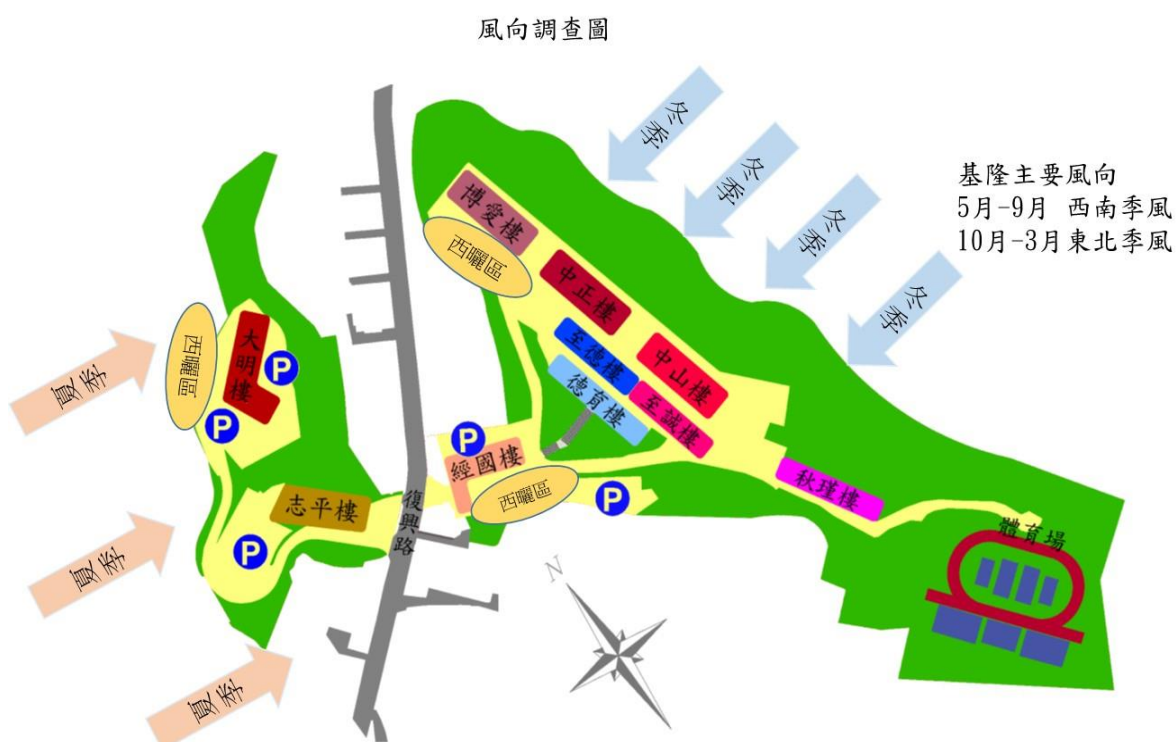 風向調查圖
冬季
冬季
冬季
冬季
基隆主要風向
5月-9月 西南季風
10月-3月東北季風
博愛樓
西曬區
中正樓
至德樓
中山樓
德育樓
至誠樓
大明樓
西曬區
P
P
夏季
P
經國樓
西曬區
P
秋瑾樓
志平樓
復興路
體育場
P
夏季
N
夏季